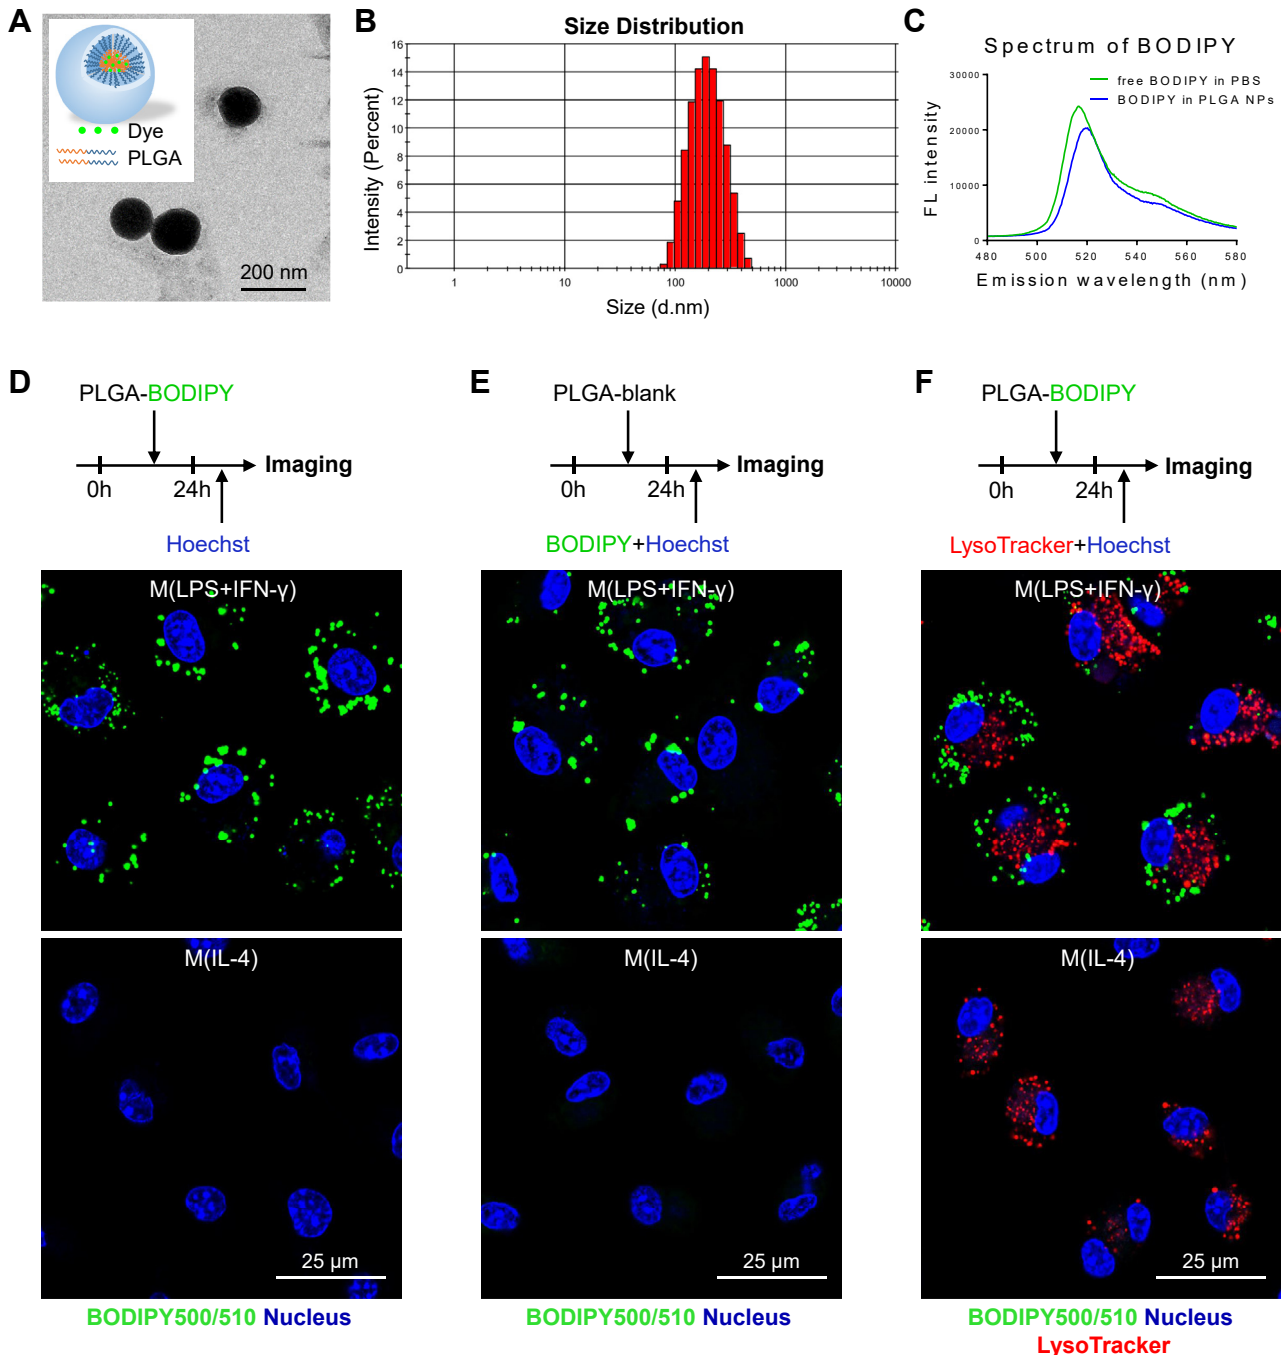 A
Dye
PLGA
200 nm
B
Size Distribution
Intensity (Percent)
16
14
12
10
8
6
4
2
0
1
10
100
1000
10000
Size (d.nm)
C
Spectrum of BODIPY
free BODIPY in PBS
BODIPY in PLGA NPs
FL intensity
30000
20000
10000
0
480 500 520 540 560 580
Emission wavelength (nm)
D
PLGA-BODIPY
Imaging
0h
24h
Hoechst
M(LPS+IFN-γ)
M(IL-4)
25 µm
BODIPY500/510 Nucleus
E
PLGA-blank
Imaging
0h
24h
BODIPY+Hoechst
M(LPS+IFN-γ)
M(IL-4)
25 µm
BODIPY500/510 Nucleus
F
PLGA-BODIPY
Imaging
0h
24h
LysoTracker+Hoechst
M(LPS+IFN-γ)
M(IL-4)
25 µm
BODIPY500/510 Nucleus
LysoTracker